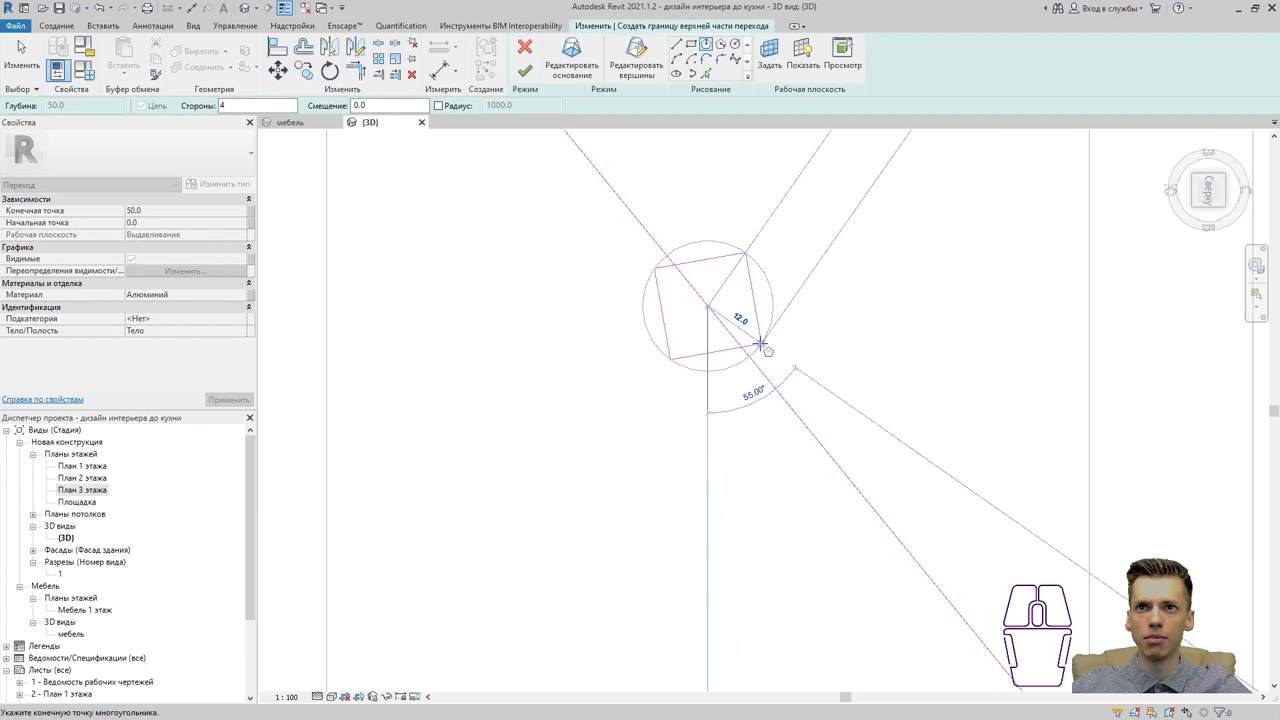 Autodesk Revit 2021.1.2 - дизайн интерьера до кухни - 3D вид: {3D}
Вход в службы
Файл Создание Вставить Аннотации Вид Управление Надстройки Enscape™ Quantification Инструменты BIM Interoperability Изменить | Создать границу верхней части перехода
Вырезать
Соединить
Изменить Вставить Редактировать основание Редактировать вершины Задать Показать Просмотр
Выбор Свойства Буфер обмена Геометрия Изменить Измерить Создание Режим Режим Рисование Рабочая плоскость
Глубина: 50.0 Цепь Стороны: 4 Смещение: 0.0 Радиус: 1000.0
Свойства
мебель {3D}
Переход Изменить тип
Зависимости
Конечная точка 50.0
Начальная точка 0.0
Рабочая плоскость Выдавливание
Графика
Видимые
Переопределения видимости/... Изменить...
Материалы и отделка
Материал Алюминий
Идентификация
Подкатегория <Нет>
Тело/Полость Тело
Справка по свойствам Применить
Диспетчер проекта - дизайн интерьера до кухни
Виды (Стадия)
Новая конструкция
Планы этажей
План 1 этажа
План 2 этажа
План 3 этажа
Площадка
Планы потолков
3D виды
{3D}
Фасады (Фасад здания)
Разрезы (Номер вида)
1
Мебель
Планы этажей
Мебель 1 этаж
3D виды
мебель
Легенды
Ведомости/Спецификации (все)
Листы (все)
1 - Ведомость рабочих чертежей
2 - План 1 этажа
12.0
55.00°
Сверху
1 : 100
Укажите конечную точку многоугольника.
:0